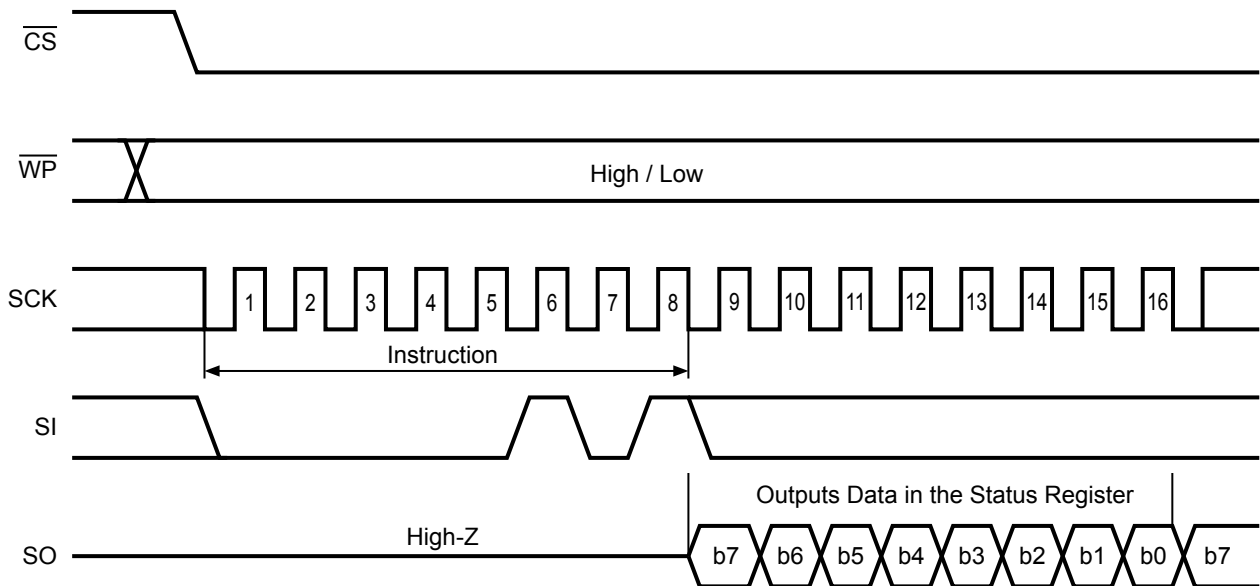 CS
WP
High / Low
SCK
1 2 3 4 5 6 7 8 9 10 11 12 13 14 15 16
Instruction
SI
Outputs Data in the Status Register
High-Z
SO
b7 b6 b5 b4 b3 b2 b1 b0 b7